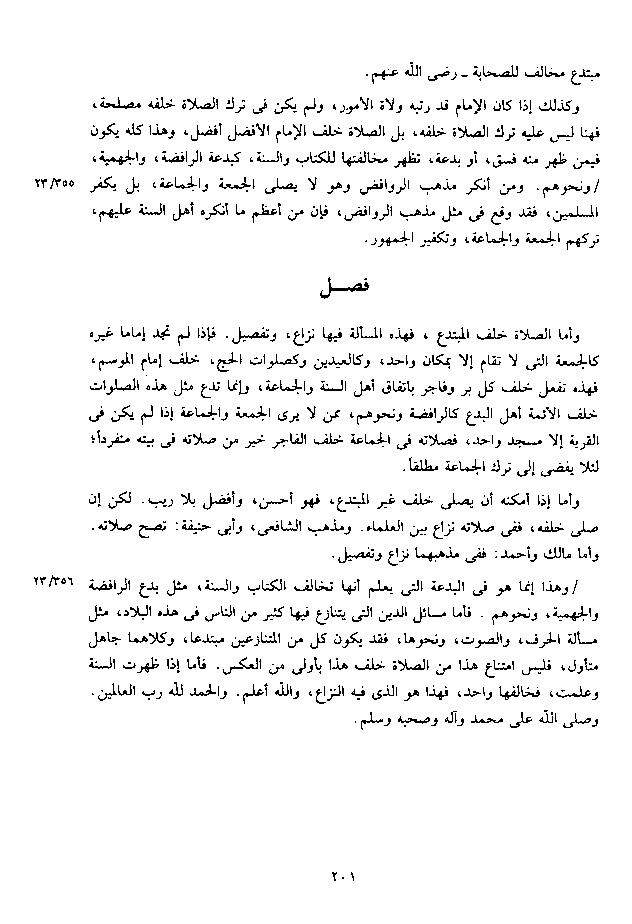 مبتدع مخالف للصحابة ـ رضى الله عنهم.
وكذلك إذا كان الإمام قد رتبه ولاة الأمور، ولم يكن فى ترك الصلاة خلفه مصلحة،
فهنا ليس عليه ترك الصلاة خلفه، بل الصلاة خلف الإمام الأفضل أفضل، وهذا كله يكون
فيمن ظهر منه فسق، أو بدعة، تظهر مخالفتها للكتاب والسنة، كبدعة الرافضة، والجهمية،
٢٣/٣٥٥ / ونحوهم. ومن أنكر مذهب الروافض وهو لا يصلى الجمعة والجماعة، بل يكفر
المسلمين، فقد وقع فى مثل مذهب الروافض، فإن من أعظم ما أنكره أهل السنة عليهم،
تركهم الجمعة والجماعة، وتكفير الجمهور.
فصــل
وأما الصلاة خلف المبتدع ، فهذه المسألة فيها نزاع، وتفصيل. فإذا لم تجد إماما غيره
كالجمعة التى لا تقام إلا بمكان واحد، وكالعيدين وكصلوات الحج، خلف إمام الموسم،
فهذه تفعل خلف كل بر وفاجر باتفاق أهل السنة والجماعة، وإنما تدع مثل هذه الصلوات
خلف الأئمة أهل البدع كالرافضة ونحوهم، ممن لا يرى الجمعة والجماعة إذا لم يكن فى
القرية إلا مسجد واحد، فصلاته فى الجماعة خلف الفاجر خير من صلاته فى بيته منفرداً؛
لئلا يفضى إلى ترك الجماعة مطلقاً.
وأما إذا أمكنه أن يصلى خلف غير المبتدع، فهو أحسن، وأفضل بلا ريب. لكن إن
صلى خلفه، ففى صلاته نزاع بين العلماء. ومذهب الشافعى، وأبى حنيفة: تصح صلاته.
وأما مالك وأحمد: ففى مذهبهما نزاع وتفصيل.
٢٣/٣٥٦ / وهذا إنما هو فى البدعة التى يعلم أنها تخالف الكتاب والسنة، مثل بدع الرافضة
والجهمية، ونحوهم . فأما مسائل الدين التى يتنازع فيها كثير من الناس فى هذه البلاد، مثل
مسألة الحرف، والصوت، ونحوها، فقد يكون كل من المتنازعين مبتدعا، وكلاهما جاهل
متأول، فليس امتناع هذا من الصلاة خلف هذا بأولى من العكس. فأما إذا ظهرت السنة
وعلمت، فخالفها واحد، فهذا هو الذى فيه النزاع، والله أعلم. والحمد لله رب العالمين.
وصلى الله على محمد وآله وصحبه وسلم.
٢٠١